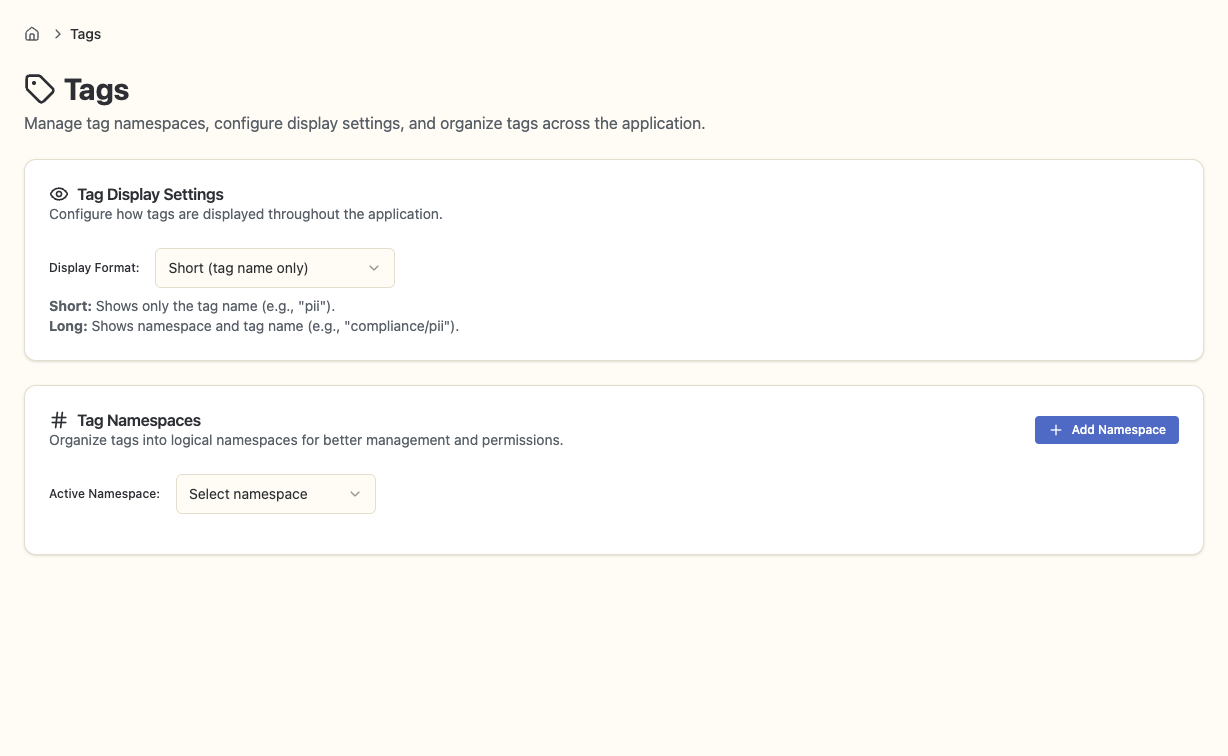 Tags
Tags
Manage tag namespaces, configure display settings, and organize tags across the application.
Tag Display Settings
Configure how tags are displayed throughout the application.
Display Format:
Short (tag name only)
Short: Shows only the tag name (e.g., "pii").
Long: Shows namespace and tag name (e.g., "compliance/pii").
Tag Namespaces
Organize tags into logical namespaces for better management and permissions.
Add Namespace
Active Namespace:
Select namespace